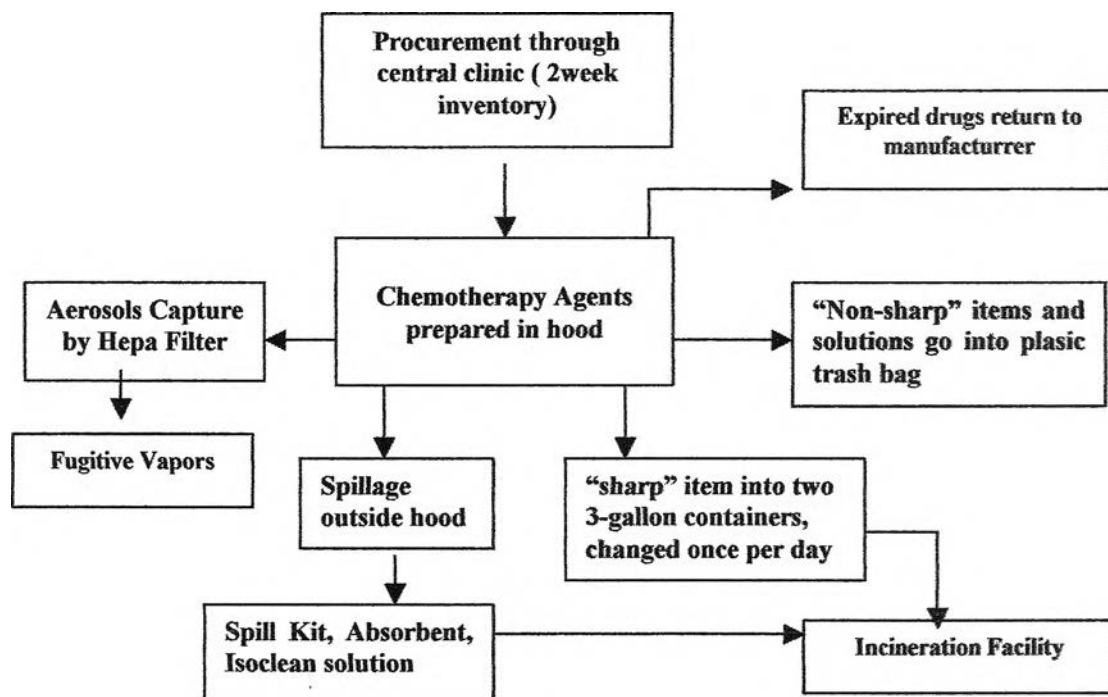 Procurement through
central clinic ( 2week
inventory)
Expired drugs return to
manufacturrer
Chemotherapy Agents
prepared in hood
Aerosols Capture
by Hepa Filter
“Non-sharp” items and
solutions go into plasic
trash bag
Fugitive Vapors
Spillage
outside hood
“sharp” item into two
3-gallon containers,
changed once per day
Spill Kit, Absorbent,
Isoclean solution
Incineration Facility